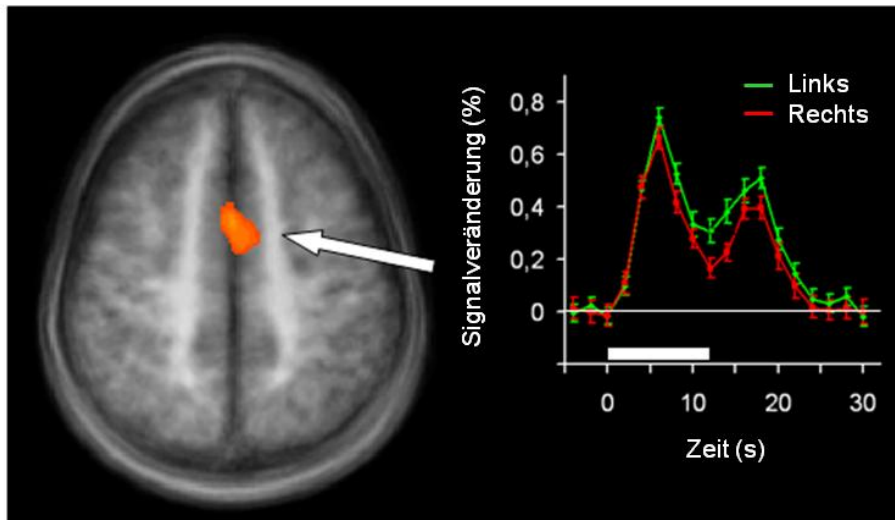 Links
Rechts
Signalveränderung (%)
0,8
0,6
0,4
0,2
0
0 10 20 30
Zeit (s)